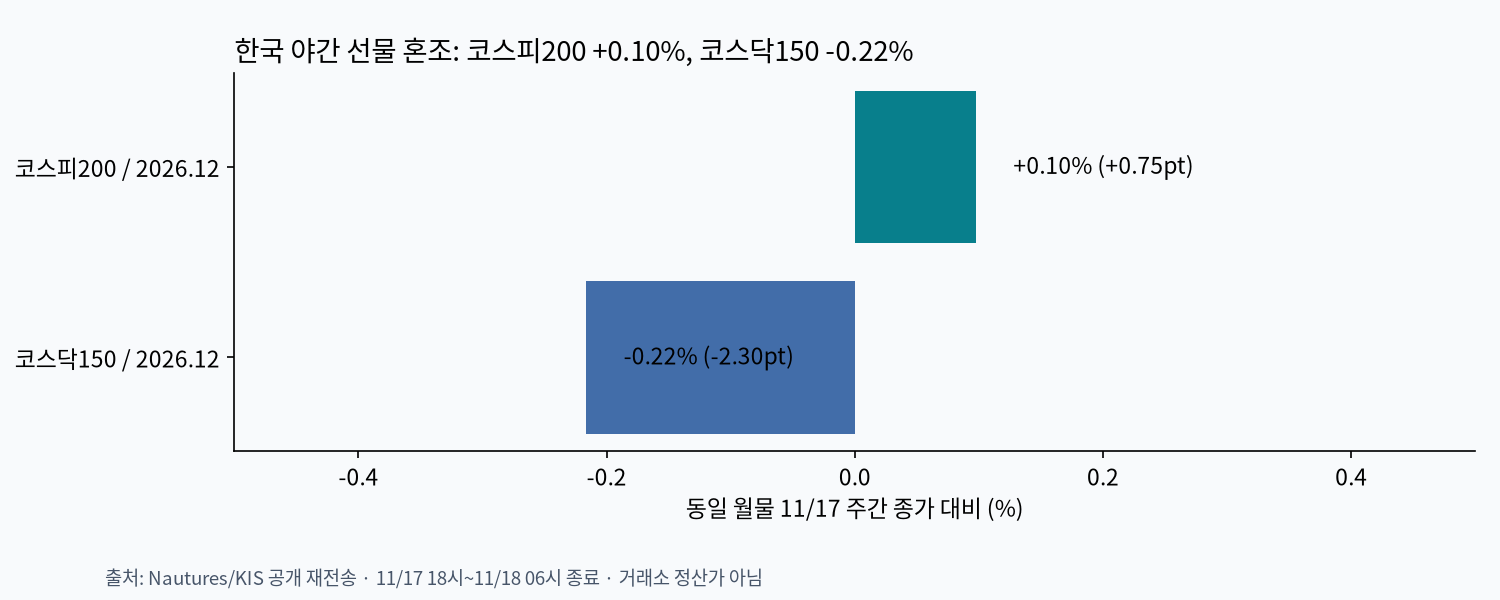 한국 야간 선물 혼조: 코스피200 +0.10%, 코스닥150 -0.22%
코스피200 / 2026.12
+0.10% (+0.75pt)
코스닥150 / 2026.12
-0.22% (-2.30pt)
-0.4
-0.2
0.0
0.2
0.4
동일 월물 11/17 주간 종가 대비 (%)
출처: Nautures/KIS 공개 재전송 · 11/17 18시~11/18 06시 종료 · 거래소 정산가 아님